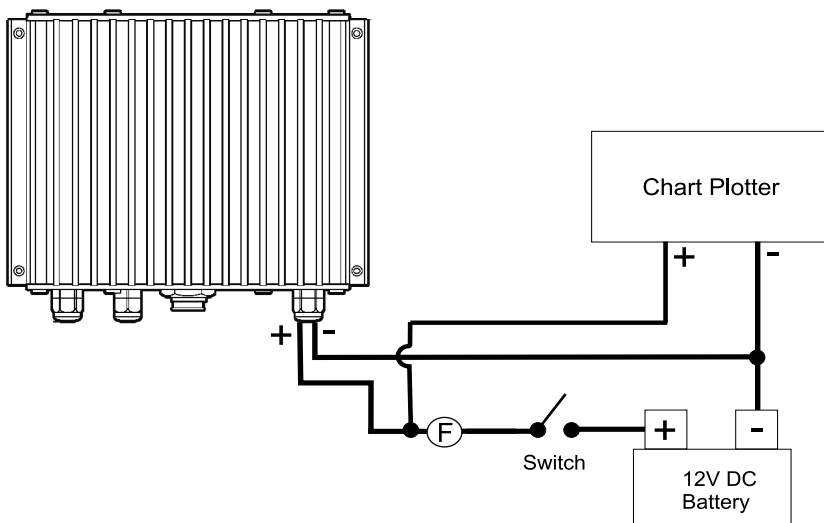 Chart Plotter
+
-
+
-
F
+
-
Switch
12V DC
Battery